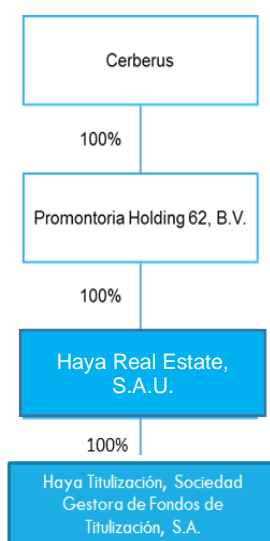 Cerberus
100%
Promontoria Holding 62, B.V.
100%
Haya Real Estate,
S.A.U.
100%
Haya Titulización, Sociedad
Gestora de Fondos de
Titulización, S.A.